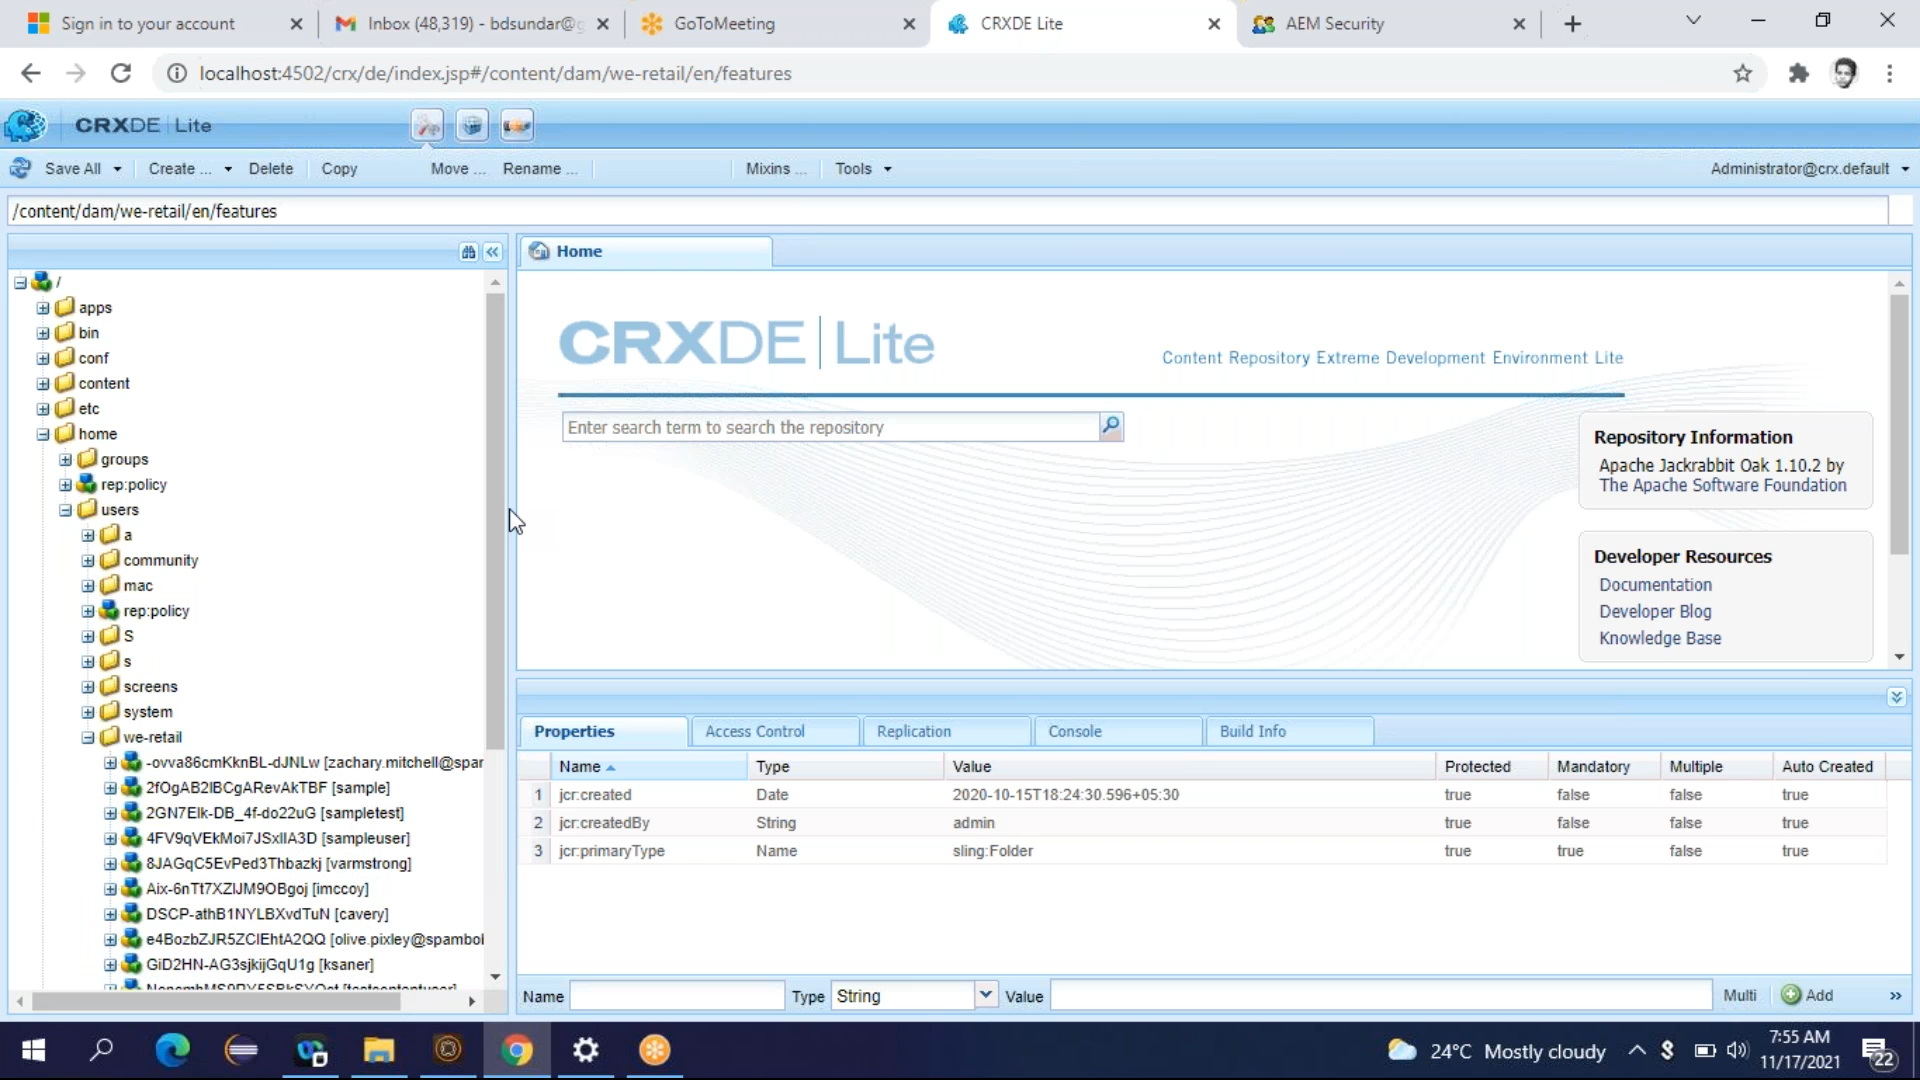 Sign in to your account
Inbox (48,319) - bdsundar@g
GoToMeeting
CRXDE Lite
AEM Security
localhost:4502/crx/de/index.jsp#/content/dam/we-retail/en/features
CRXDE | Lite
Save All
Create ...
Delete
Copy
Move ...
Rename ...
Mixins ...
Tools
Administrator@crx.default
/content/dam/we-retail/en/features
/
apps
bin
conf
content
etc
home
groups
rep:policy
users
a
community
mac
rep:policy
S
s
screens
system
we-retail
-ovva86cmKknBL-dJNLw [zachary.mitchell@spar
2fOgAB2IBCgARevAkTBF [sample]
2GN7Elk-DB_4f-do22uG [sampletest]
4FV9qVEkMoi7JSxIlA3D [sampleuser]
8JAGqC5EvPed3Thbazkj [varmstrong]
Aix-6nTt7XZIJM9OBgoj [imccoy]
DSCP-athB1NYLBXvdTuN [cavery]
e4BozbZJR5ZCIEhtA2QQ [olive.pixley@spambol
GiD2HN-AG3sjkijGqU1g [ksaner]
Home
CRXDE | Lite
Content Repository Extreme Development Environment Lite
Enter search term to search the repository
Repository Information
Apache Jackrabbit Oak 1.10.2 by
The Apache Software Foundation
Developer Resources
Documentation
Developer Blog
Knowledge Base
Properties
Access Control
Replication
Console
Build Info
Name Type Value Protected Mandatory Multiple Auto Created
1 jcr:created Date 2020-10-15T18:24:30.596+05:30 true false false true
2 jcr:createdBy String admin true false false true
3 jcr:primaryType Name sling:Folder true true false true
Name
Type String
Value
Multi
Add
24°C Mostly cloudy
7:55 AM
11/17/2021
22